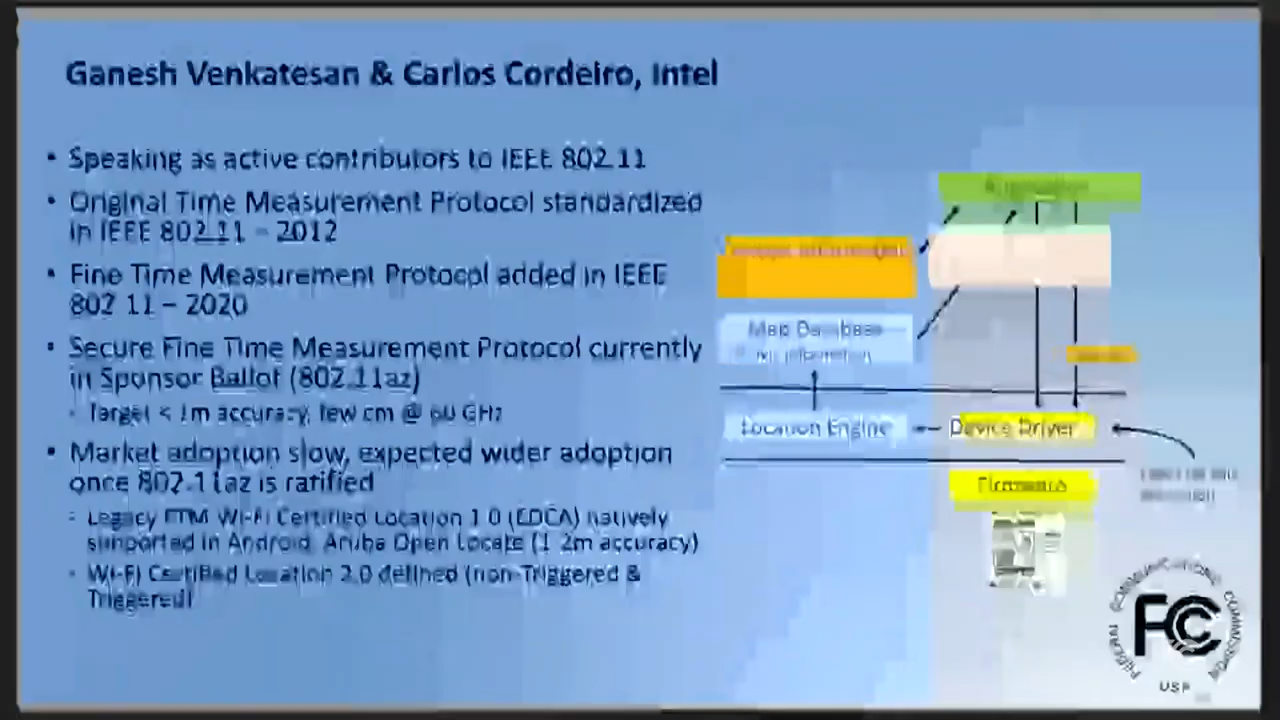 Ganesh Venkatesan & Carlos Cordeiro, Intel
• Speaking as active contributors to IEEE 802.11
• Original Time Measurement Protocol standardized
in IEEE 802.11 – 2012
• Fine Time Measurement Protocol added in IEEE
802 11 – 2020
• Secure Fine Time Measurement Protocol currently
in Sponsor Ballot (802.11az)
- Target < 1m accuracy, few cm @ 60 GHz
• Market adoption slow, expected wider adoption
once 802.11az is ratified
- Legacy FTM Wi-Fi Certified Location 1.0 (EDCA) natively
supported in Android, Aruba Open Locate (1-2m accuracy)
- Wi-Fi Certified Location 2.0 defined (non-Triggered &
Triggered)
Map Database
Location Engine
Device Driver
Firmware
FEDERAL COMMUNICATIONS COMMISSION
FCC
USA